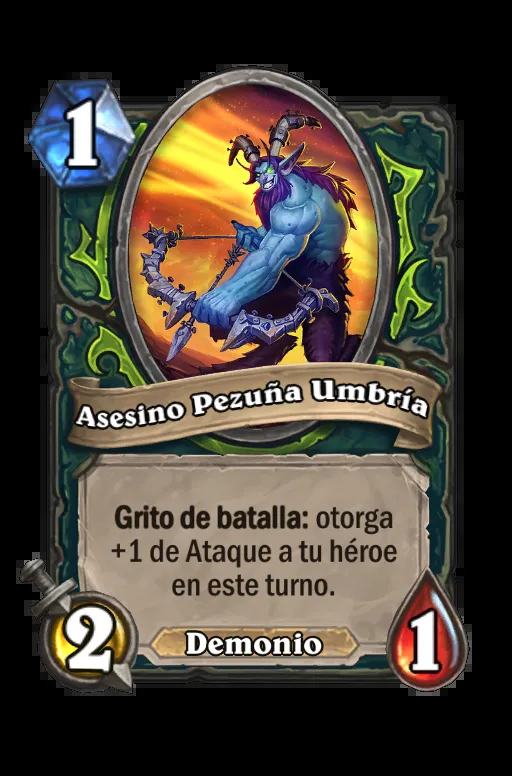 1
Asesino Pezuña Umbría
Grito de batalla: otorga
+1 de Ataque a tu héroe
en este turno.
2
Demonio
1